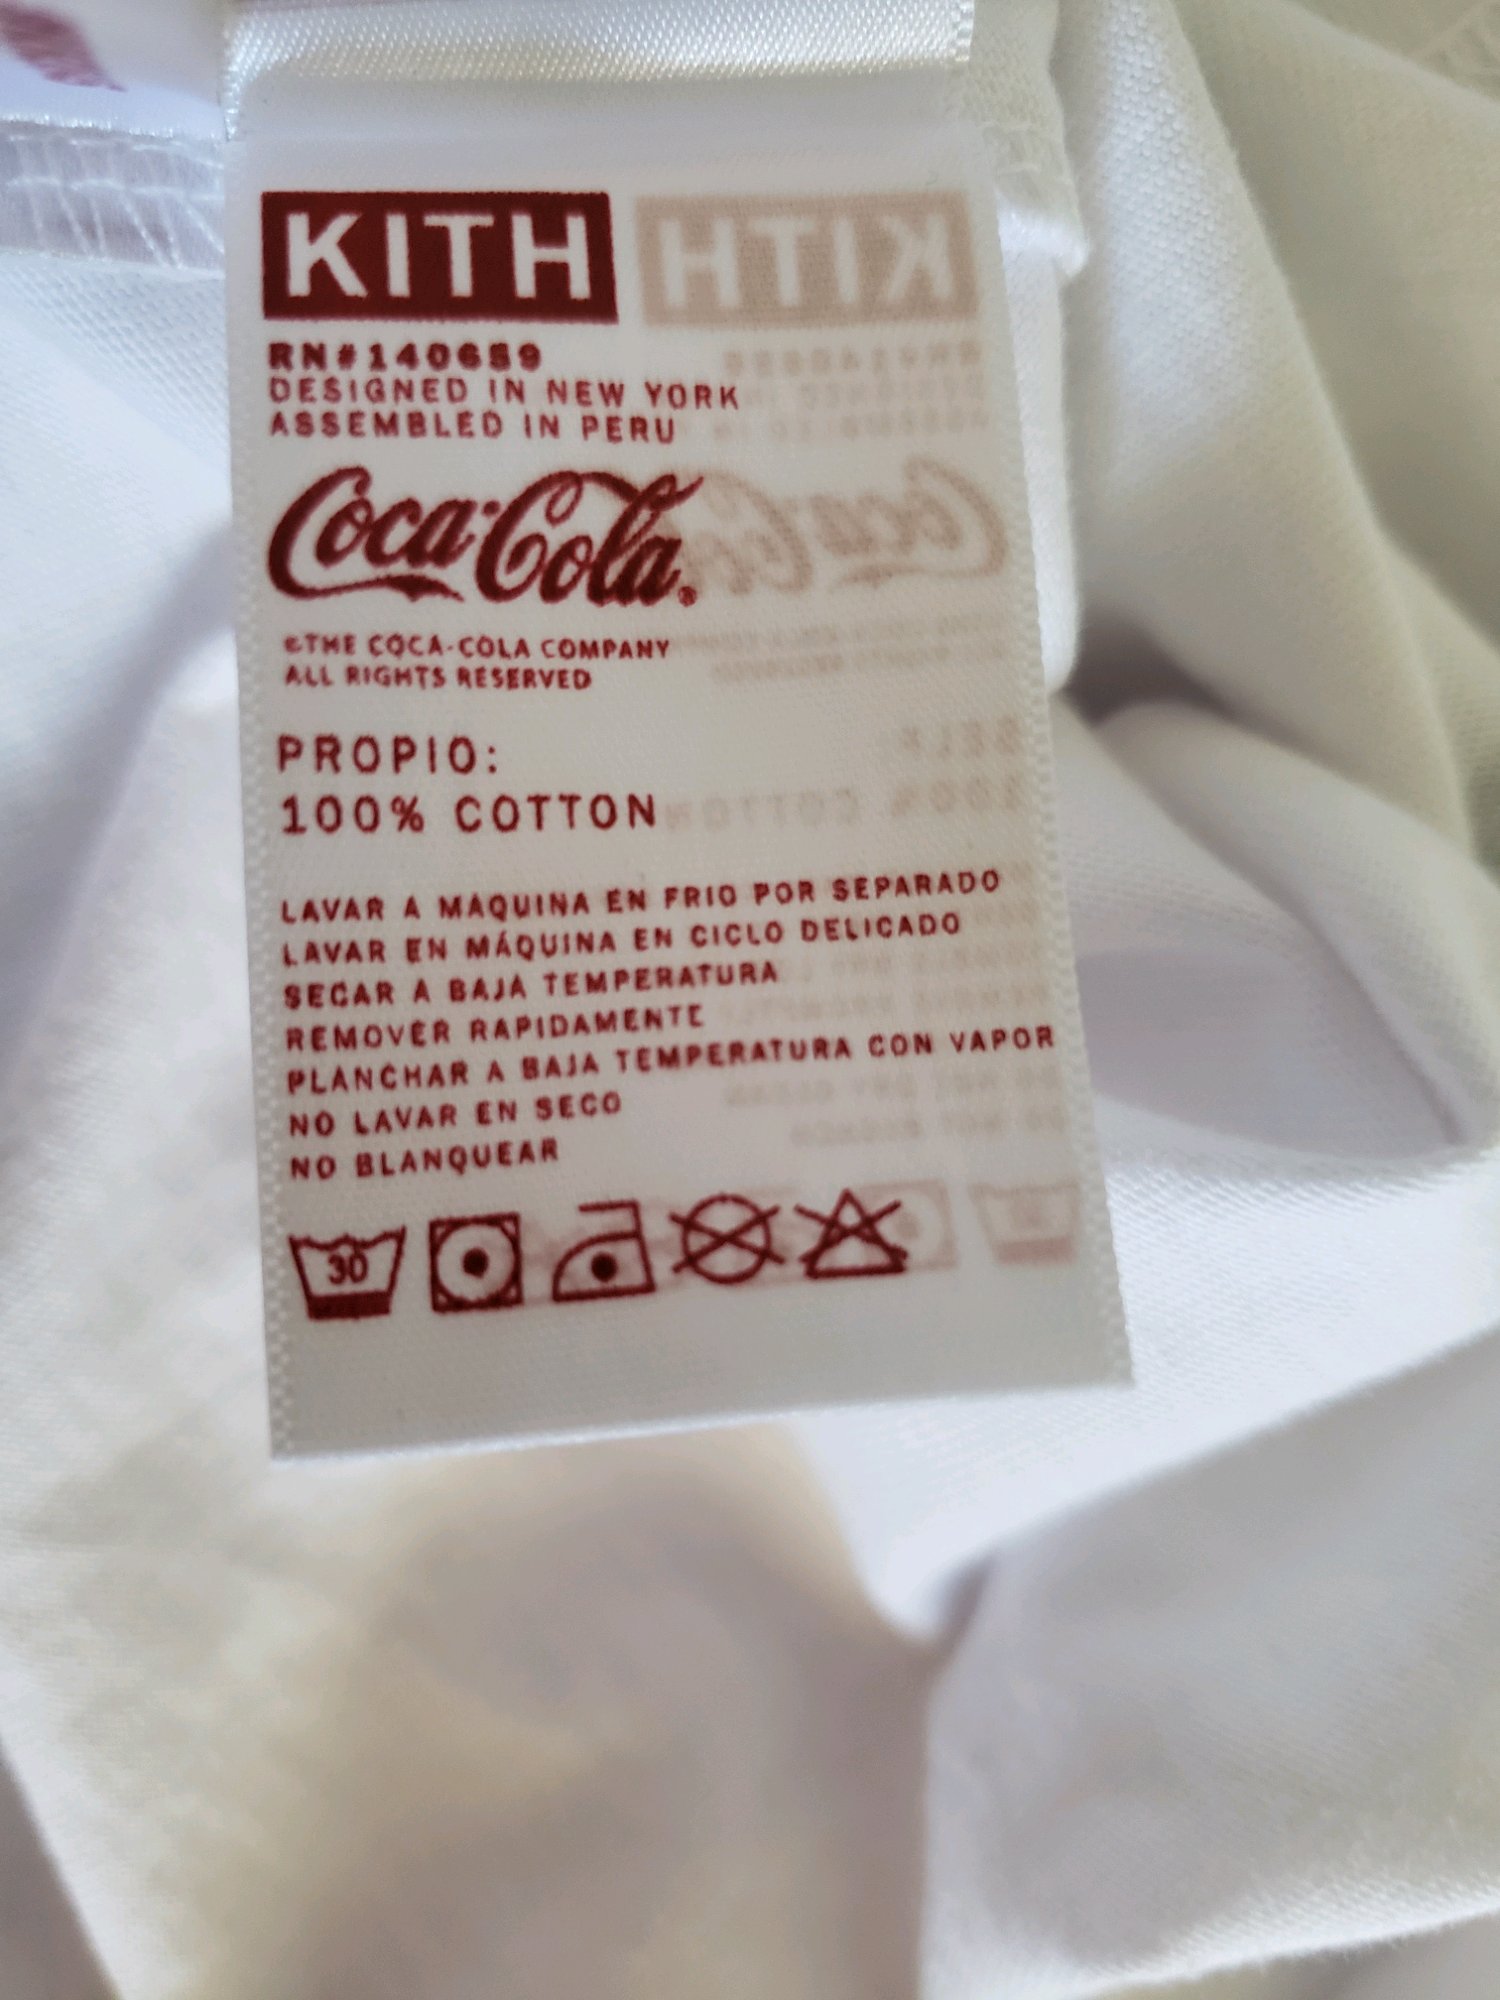 KITH
RN#140659
DESIGNED IN NEW YORK
ASSEMBLED IN PERU
Coca-Cola®
©THE COCA-COLA COMPANY
ALL RIGHTS RESERVED
PROPIO:
100% COTTON
LAVAR A MÁQUINA EN FRIO POR SEPARADO
LAVAR EN MÁQUINA EN CICLO DELICADO
SECAR A BAJA TEMPERATURA
REMOVER RAPIDAMENTE
PLANCHAR A BAJA TEMPERATURA CON VAPOR
NO LAVAR EN SECO
NO BLANQUEAR
30